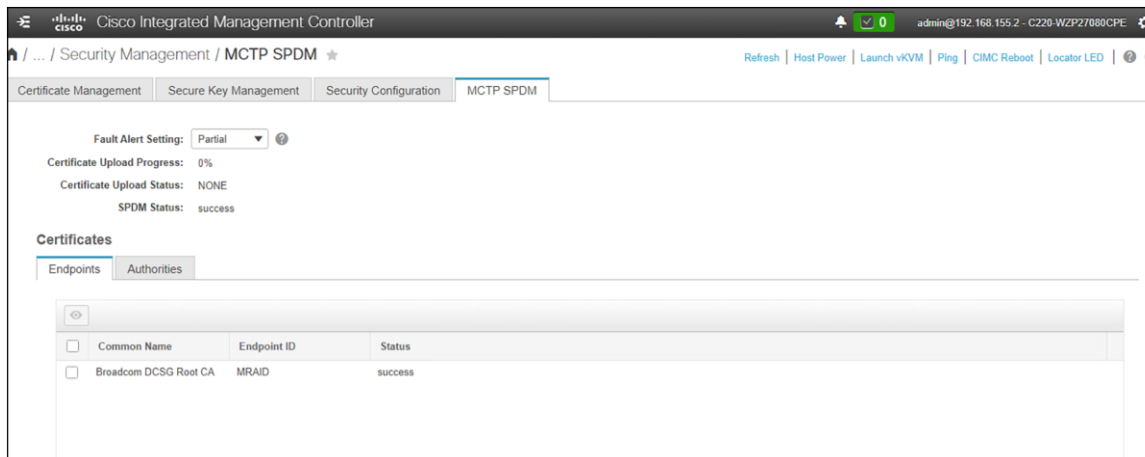 cisco Cisco Integrated Management Controller 0 admin@192.168.155.2 - C220-WZP27080CPE
/ ... / Security Management / MCTP SPDM Refresh | Host Power | Launch vKVM | Ping | CIMC Reboot | Locator LED |
Certificate Management Secure Key Management Security Configuration MCTP SPDM
Fault Alert Setting: Partial
Certificate Upload Progress: 0%
Certificate Upload Status: NONE
SPDM Status: success
Certificates
Endpoints Authorities
Common Name Endpoint ID Status
Broadcom DCSG Root CA MRAID success